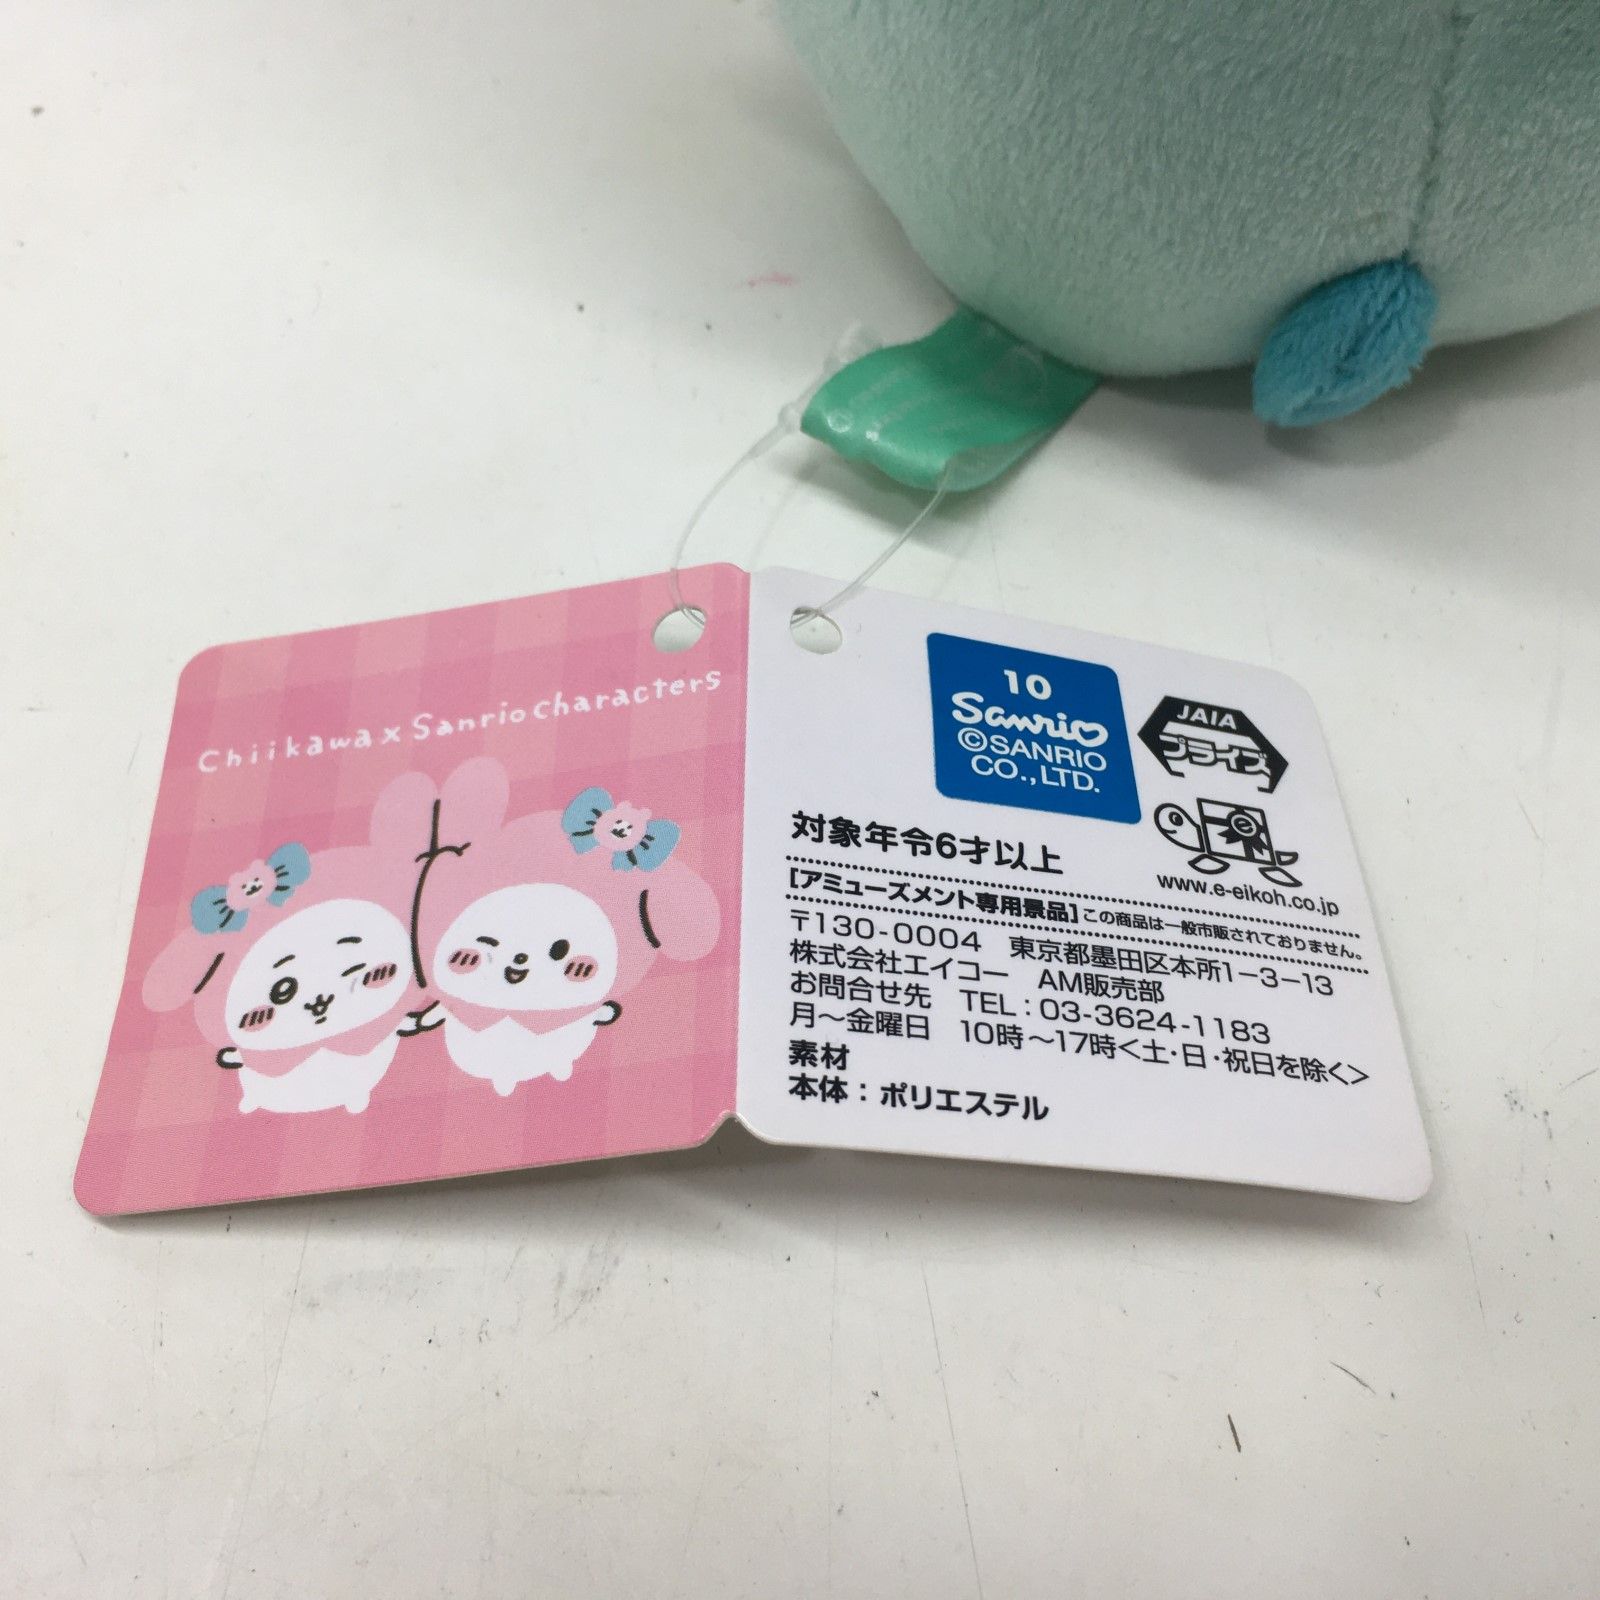 Chiikawa x Sanrio characters
10
Sanrio
©SANRIO
CO.,LTD.
JAIA
プライズ
www.e-eikoh.co.jp
対象年令6才以上
[アミューズメント専用景品]この商品は一般市販されておりません。
〒130-0004 東京都墨田区本所1-3-13
株式会社エイコー AM販売部
お問合せ先 TEL:03-3624-1183
月～金曜日 10時～17時<土・日・祝日を除く>
素材
本体:ポリエステル